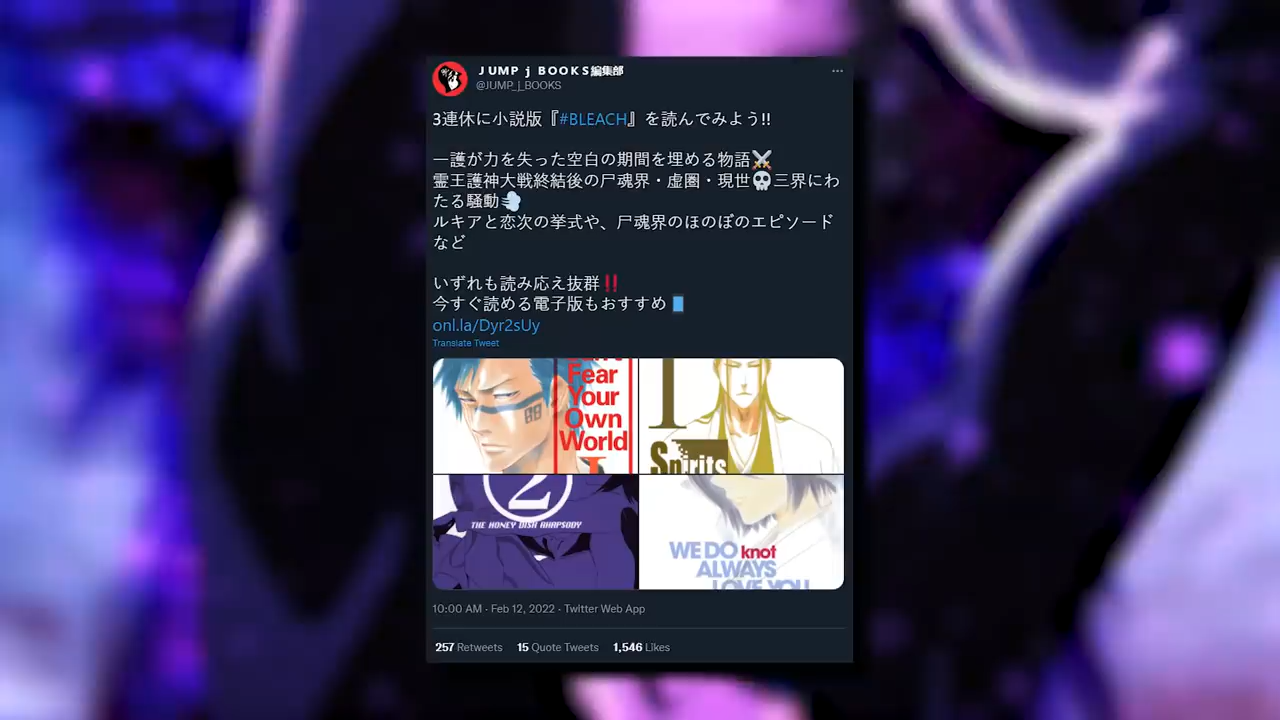 ＪＵＭＰ ｊ ＢＯＯＫＳ編集部
@JUMP_j_BOOKS
3連休に小説版『#BLEACH』を読んでみよう!!
一護が力を失った空白の期間を埋める物語⚔
霊王護神大戦終結後の尸魂界・虚圏・現世💀三界にわ
たる騒動💨
ルキアと恋次の挙式や、尸魂界のほのぼのエピソード
など
いずれも読み応え抜群‼
今すぐ読める電子版もおすすめ📘
onl.la/Dyr2sUy
Translate Tweet
Fear
Your
Own
World
I
88
I
Spirits
2
THE HONEY DISH RHAPSODY
WE DO knot
ALWAYS
LOVE YOU
10:00 AM · Feb 12, 2022 · Twitter Web App
257 Retweets 15 Quote Tweets 1,546 Likes